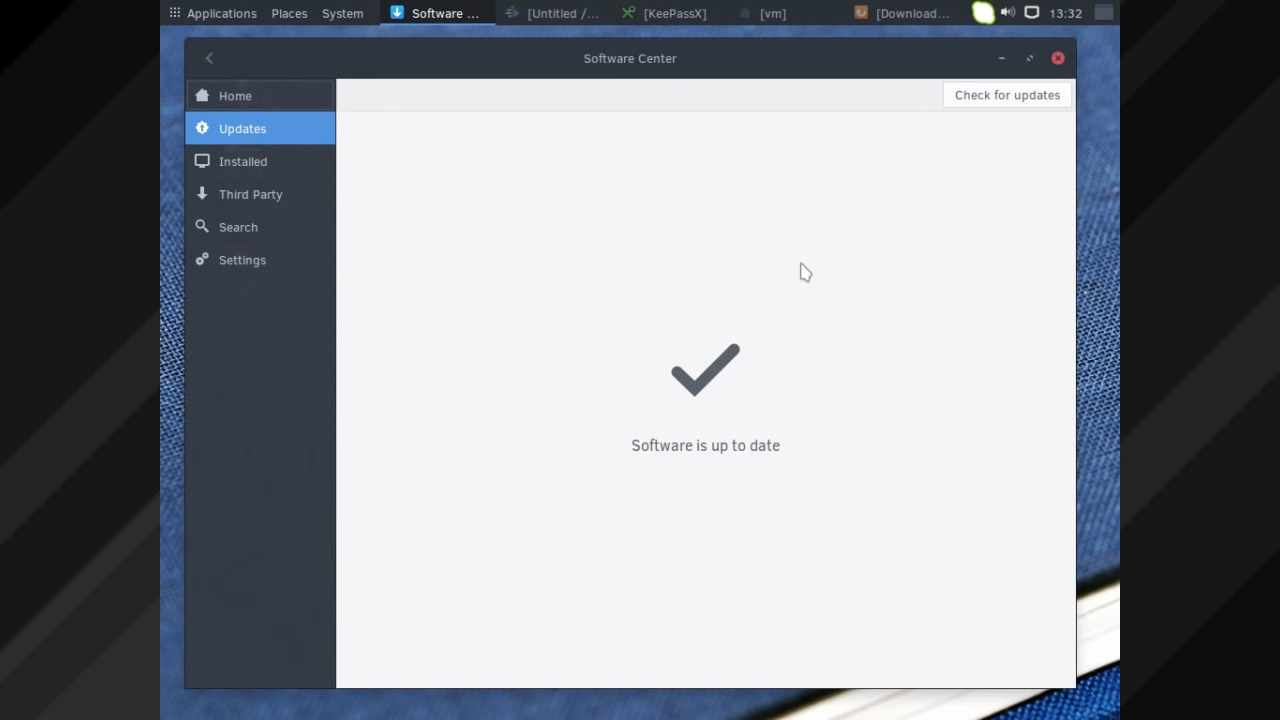 Applications Places System Software ... [Untitled /... [KeePassX] [vm] [Download... 13:32
Software Center
Home
Check for updates
Updates
Installed
Third Party
Search
Settings
Software is up to date